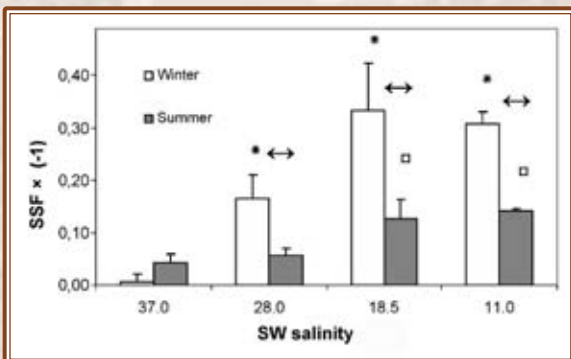 0,40
0,30
0,20
0,10
0,00
SSF × (-1)
Winter
Summer
*
*
*
37.0 28.0 18.5 11.0
SW salinity